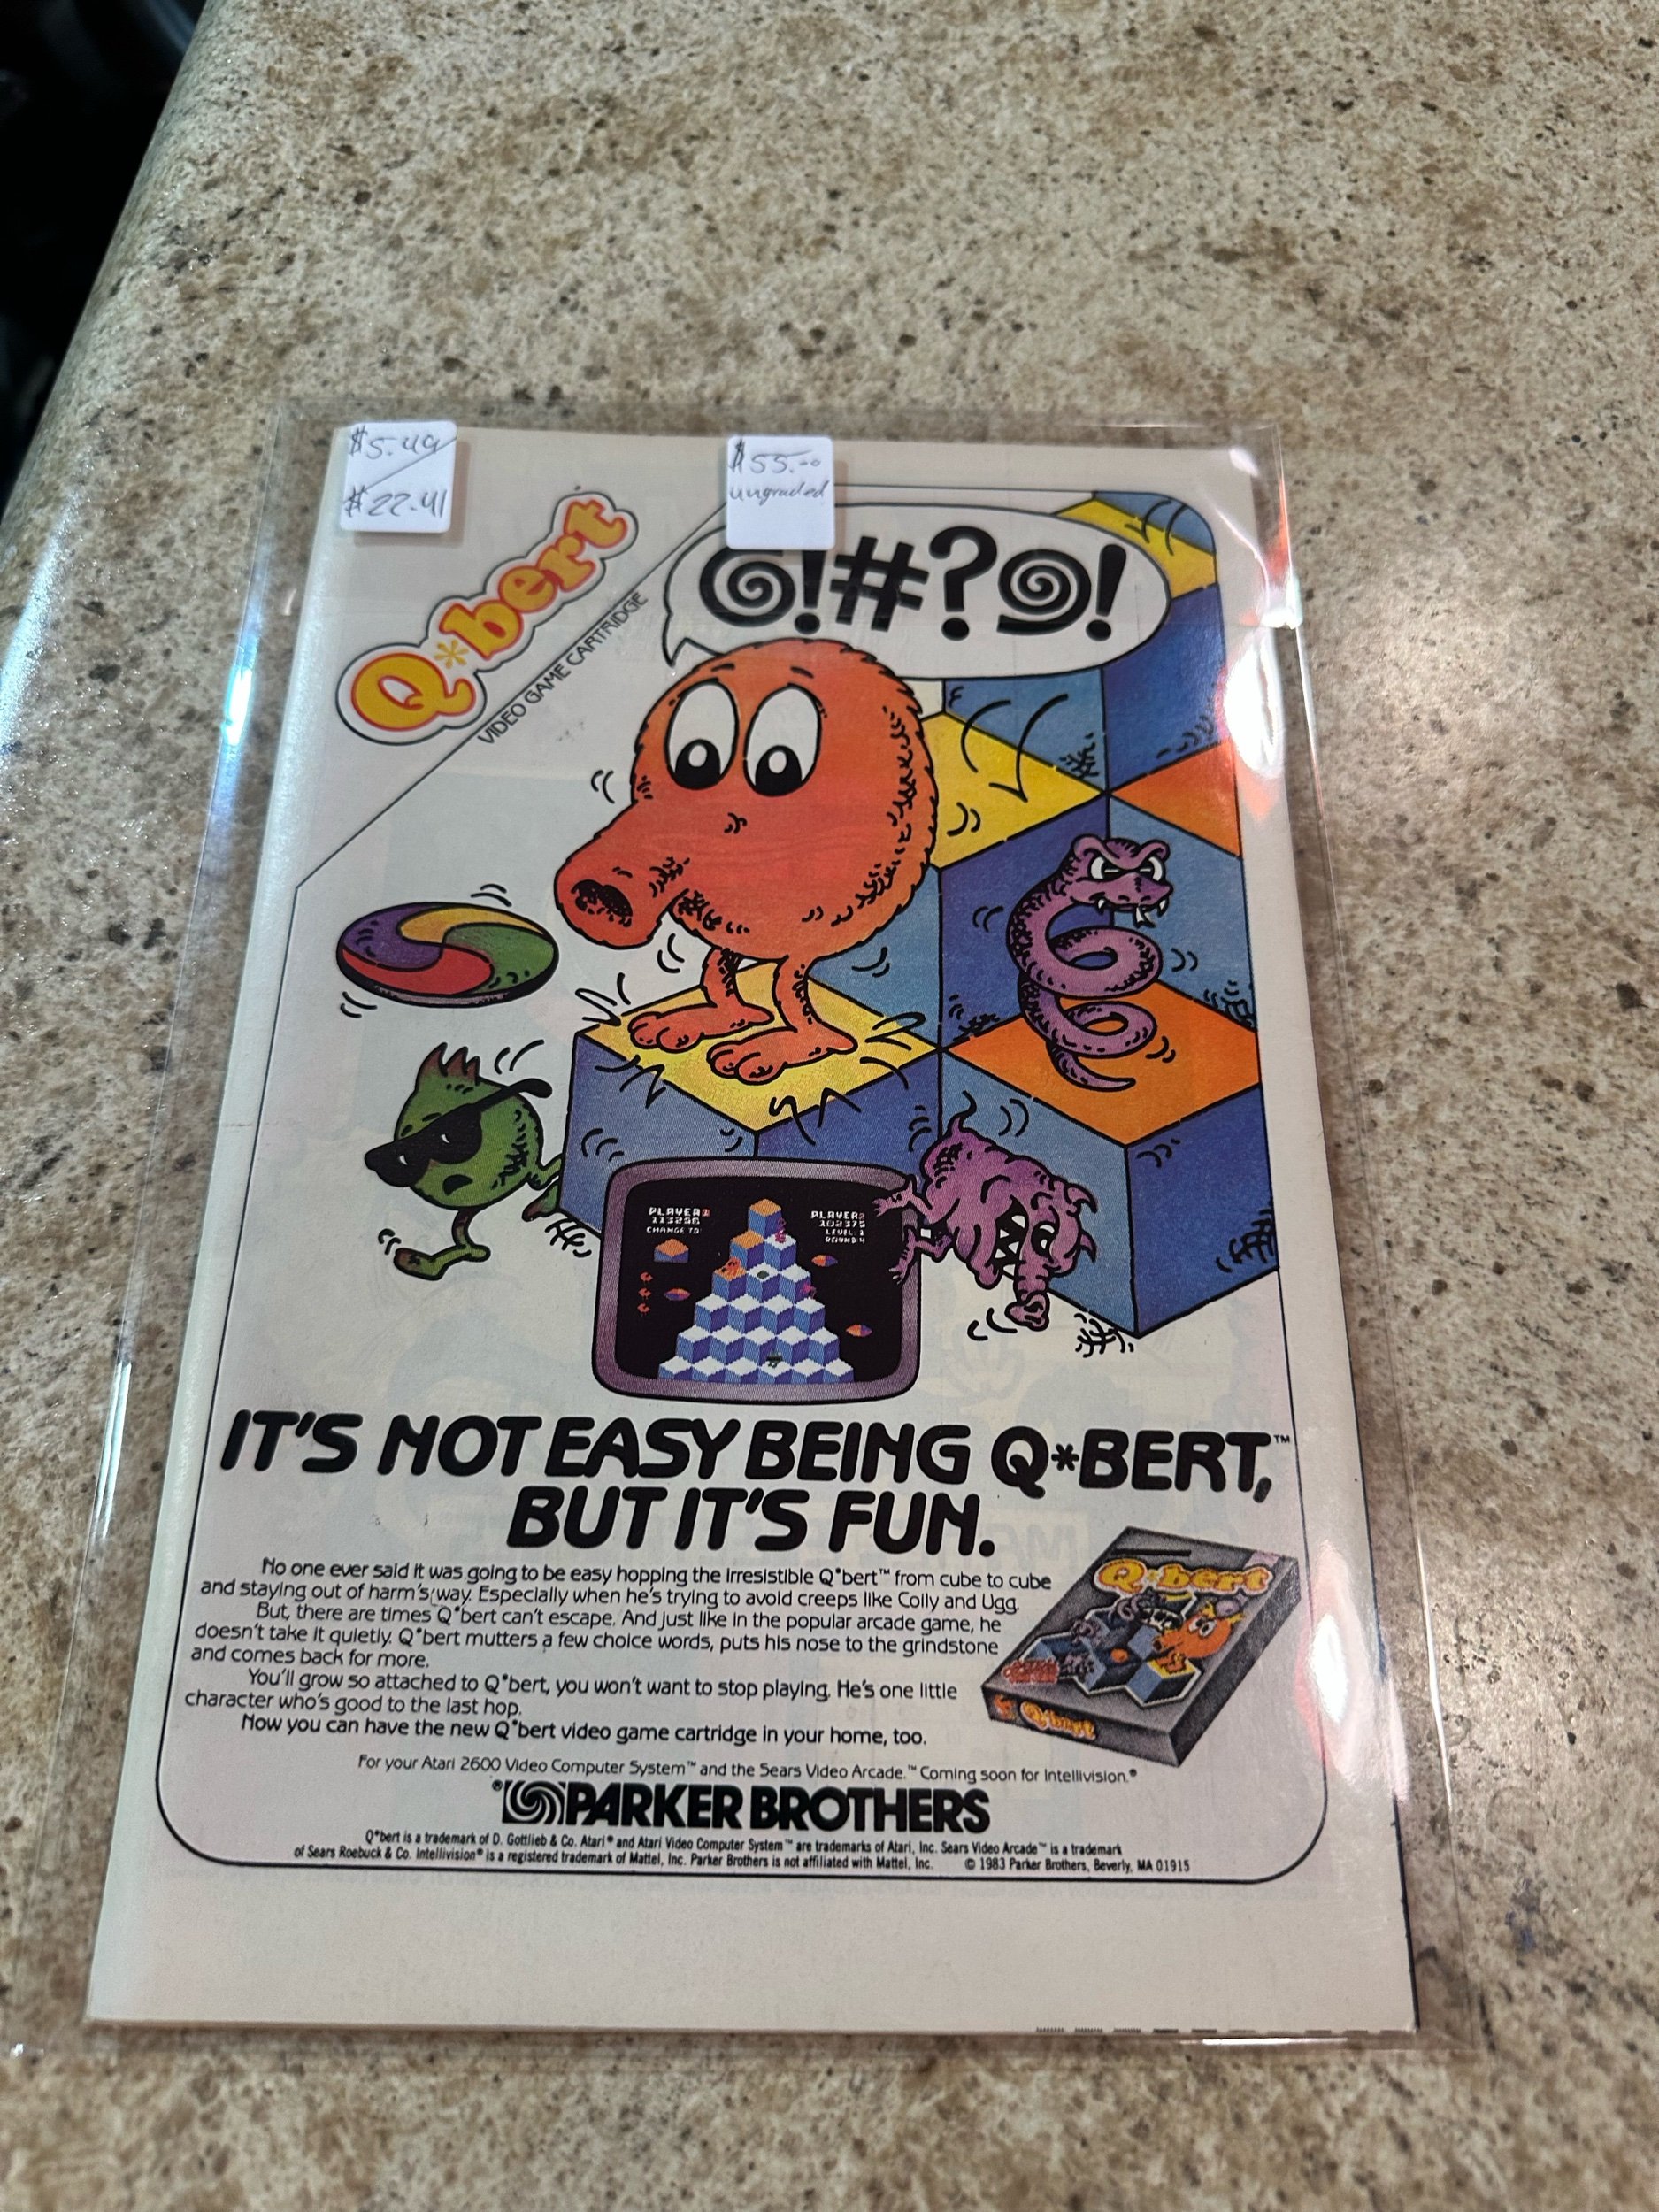 $5.49
$22.41
$55.00
ungraded
Q*bert
VIDEO GAME CARTRIDGE
@!#?@!
PLAYER 1
CHANGE TO:
PLAYER 2
102375
LEVEL: 1
ROUND: 4
IT'S NOT EASY BEING Q*BERT,™
BUT IT'S FUN.
No one ever said it was going to be easy hopping the irresistible Q*bert™ from cube to cube
and staying out of harm's way. Especially when he's trying to avoid creeps like Coily and Ugg.
But, there are times Q*bert can't escape. And just like in the popular arcade game, he
doesn't take it quietly. Q*bert mutters a few choice words, puts his nose to the grindstone
and comes back for more.
You'll grow so attached to Q*bert, you won't want to stop playing. He's one little
character who's good to the last hop.
Now you can have the new Q*bert video game cartridge in your home, too.
Q*bert
Q*bert
For your Atari 2600 Video Computer System™ and the Sears Video Arcade.™ Coming soon for Intellivision.®
® PARKER BROTHERS
Q*bert is a trademark of D. Gottlieb & Co. Atari® and Atari Video Computer System™ are trademarks of Atari, Inc. Sears Video Arcade™ is a trademark
of Sears Roebuck & Co. Intellivision® is a registered trademark of Mattel, Inc. Parker Brothers is not affiliated with Mattel, Inc. © 1983 Parker Brothers, Beverly, MA 01915